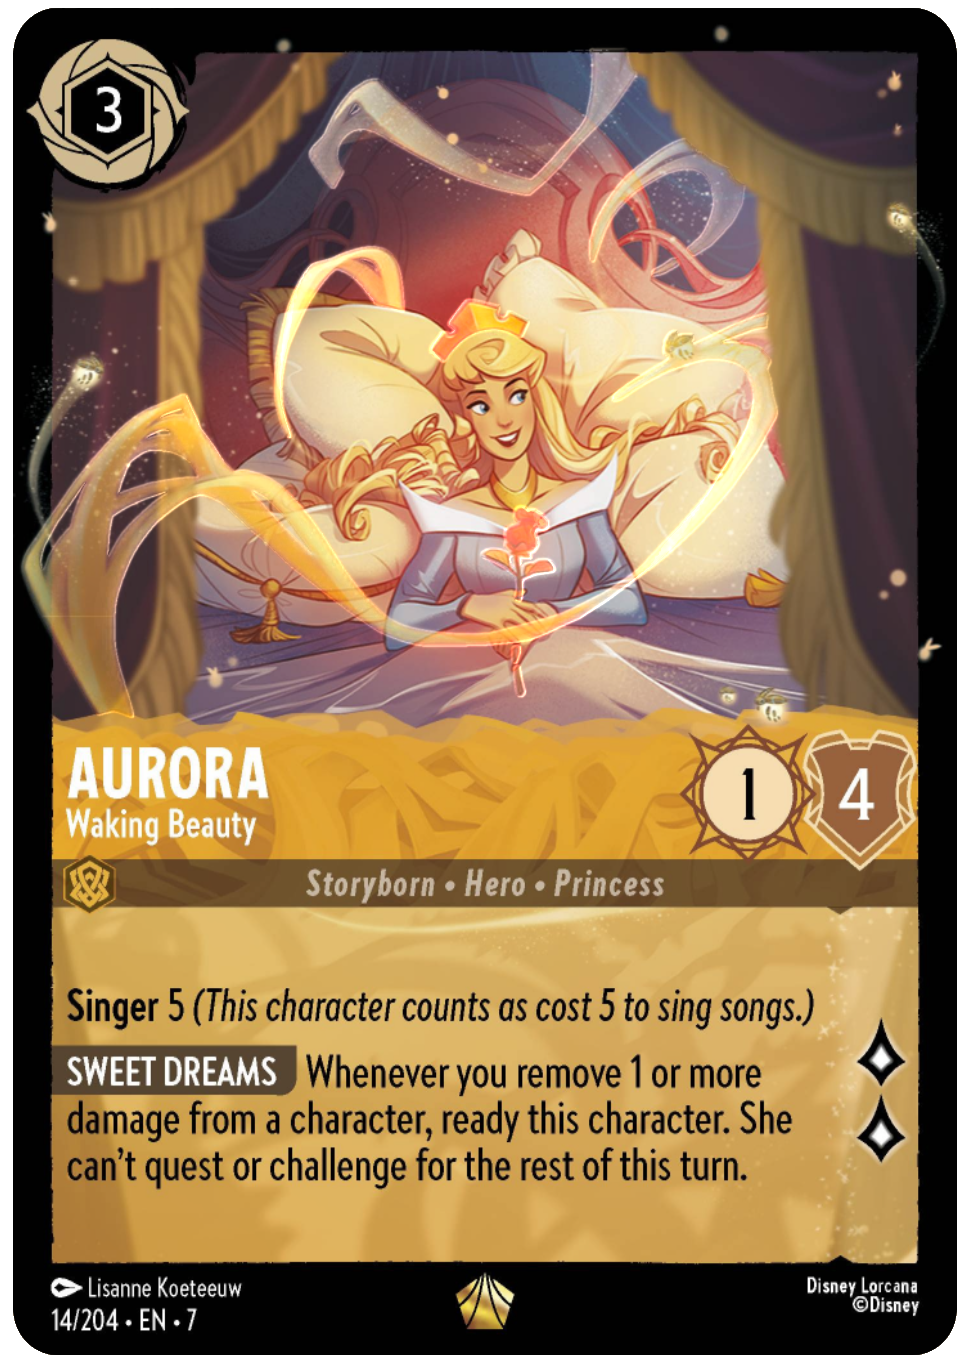 3
AURORA
Waking Beauty
1 4
Storyborn • Hero • Princess
Singer 5 (This character counts as cost 5 to sing songs.)
SWEET DREAMS Whenever you remove 1 or more
damage from a character, ready this character. She
can't quest or challenge for the rest of this turn.
Lisanne Koeteeuw
14/204 • EN • 7
Disney Lorcana
©Disney